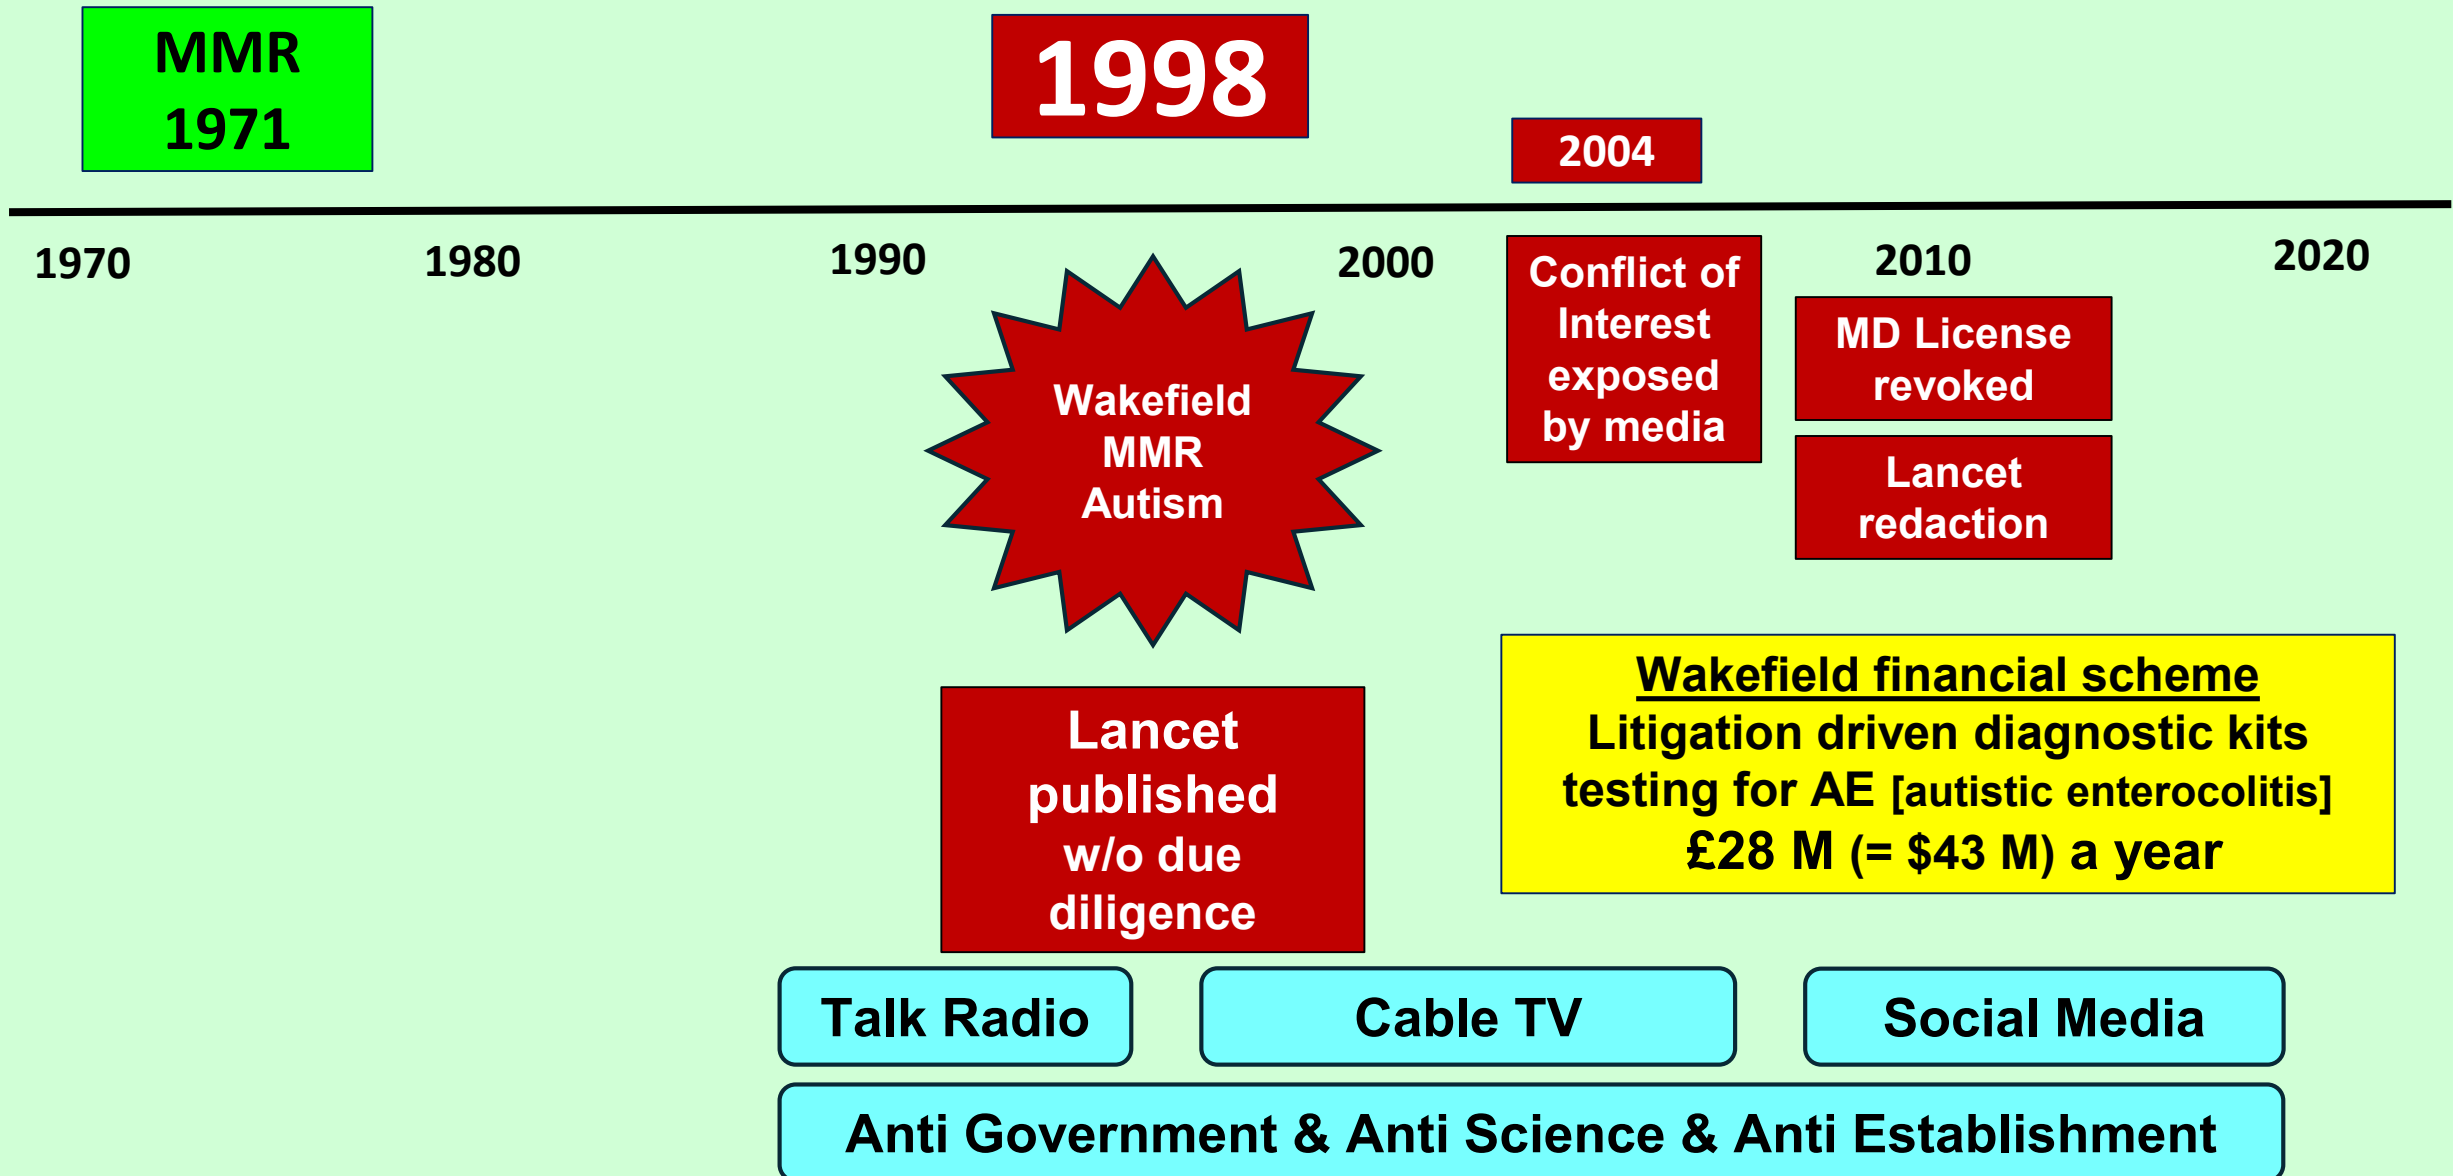 MMR
1971
1998
2004
1970
1980
1990
2000
2010
2020
Wakefield
MMR
Autism
Conflict of
Interest
exposed
by media
MD License
revoked
Lancet
redaction
Lancet
published
w/o due
diligence
Wakefield financial scheme
Litigation driven diagnostic kits
testing for AE [autistic enterocolitis]
£28 M (= $43 M) a year
Talk Radio
Cable TV
Social Media
Anti Government & Anti Science & Anti Establishment